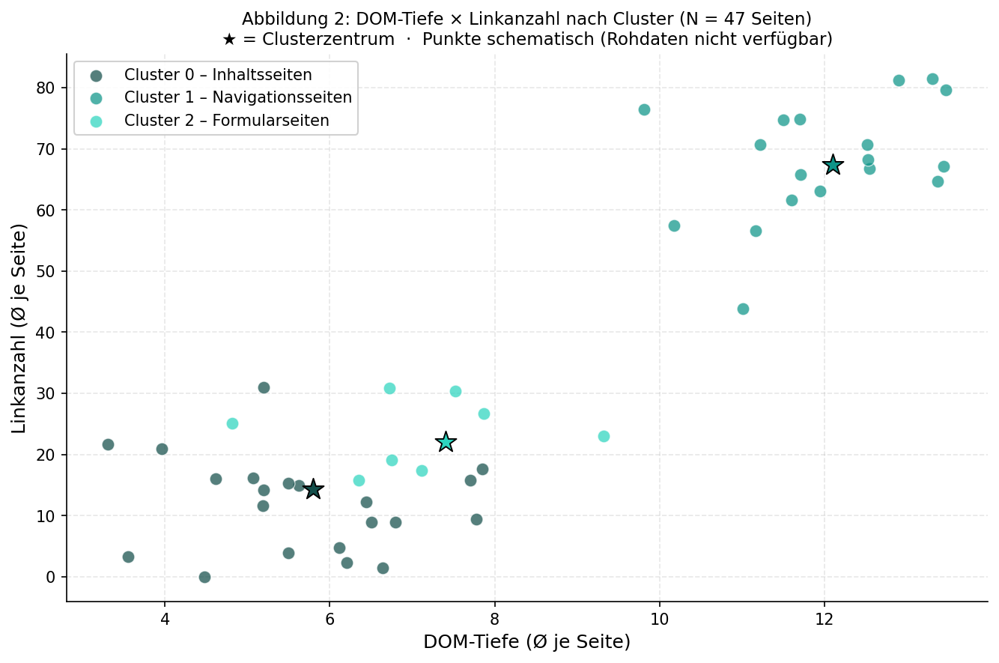 Abbildung 2: DOM-Tiefe × Linkanzahl nach Cluster (N = 47 Seiten)
★ = Clusterzentrum · Punkte schematisch (Rohdaten nicht verfügbar)
Cluster 0 – Inhaltsseiten
Cluster 1 – Navigationsseiten
Cluster 2 – Formularseiten
Linkanzahl (Ø je Seite)
80
70
60
50
40
30
20
10
0
4 6 8 10 12
DOM-Tiefe (Ø je Seite)